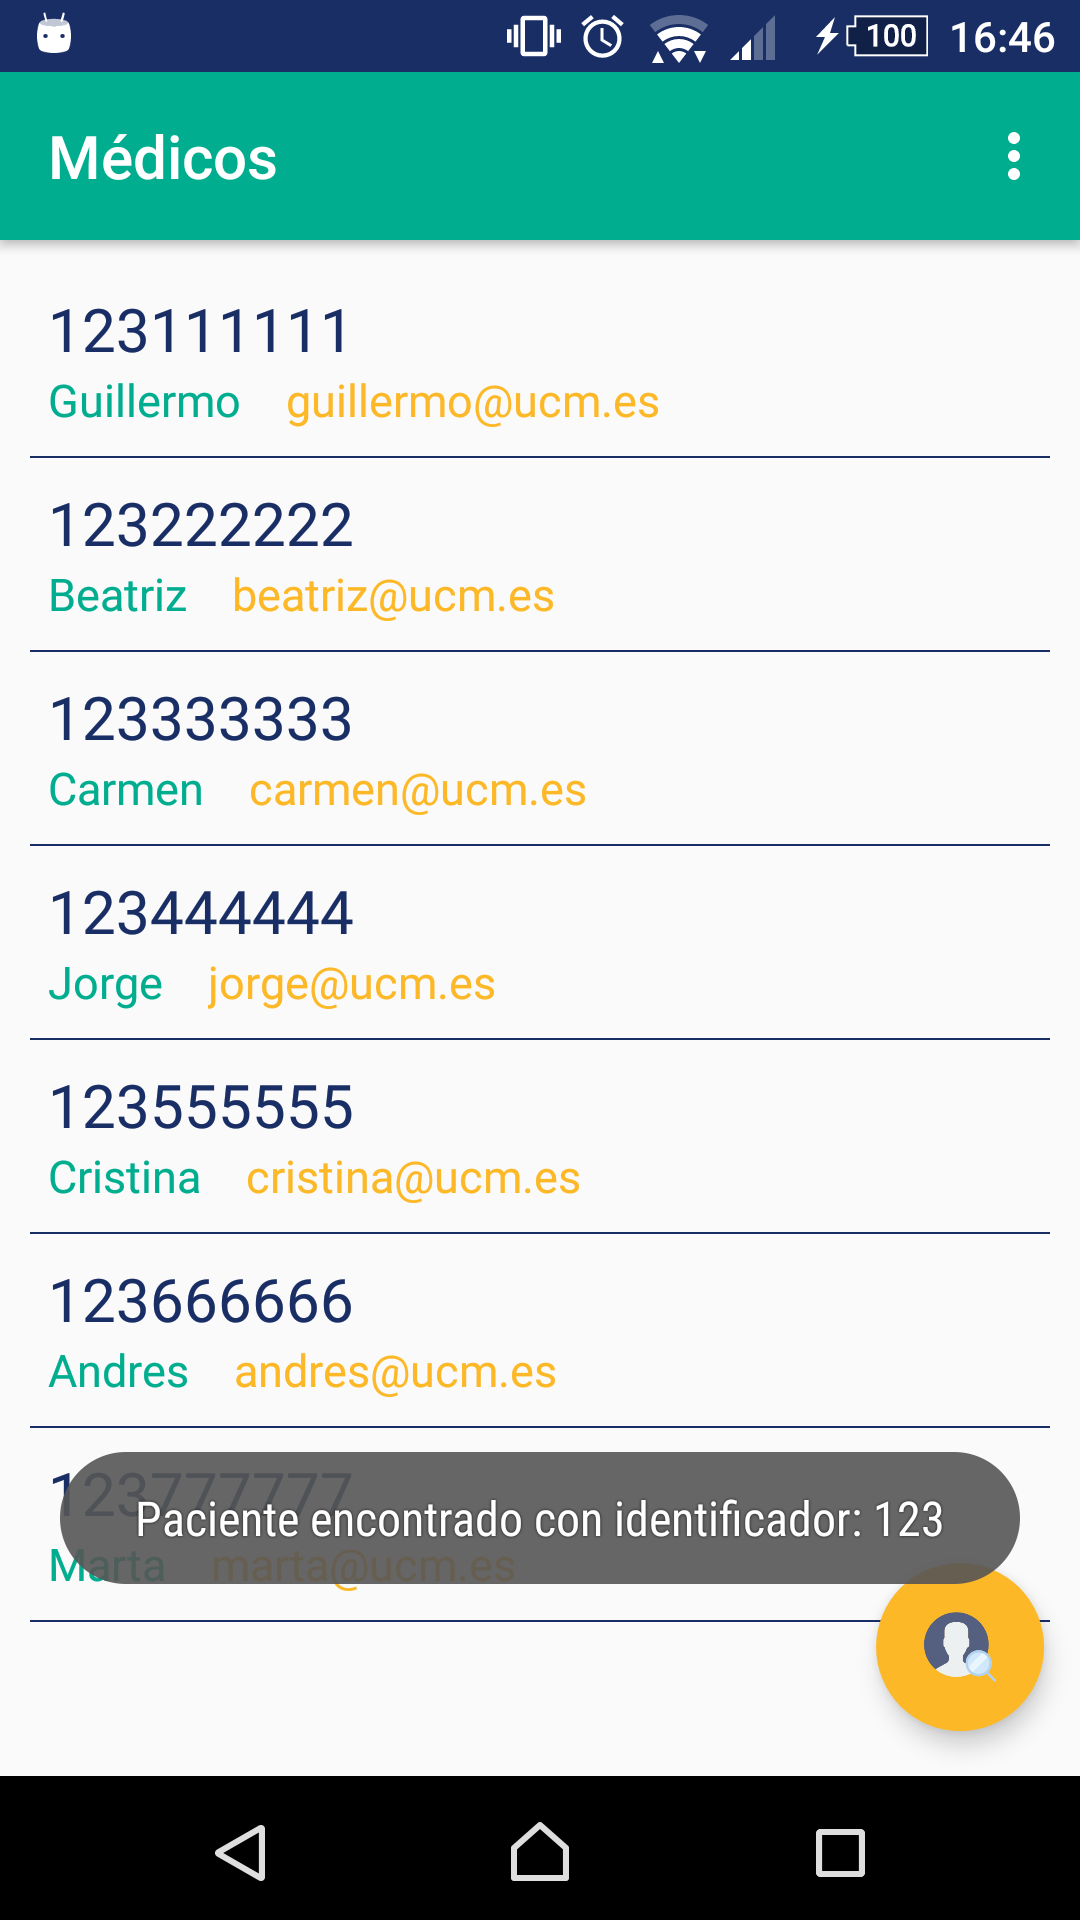 100 16:46
Médicos
123111111
Guillermo guillermo@ucm.es
123222222
Beatriz beatriz@ucm.es
123333333
Carmen carmen@ucm.es
123444444
Jorge jorge@ucm.es
123555555
Cristina cristina@ucm.es
123666666
Andres andres@ucm.es
123777777
Paciente encontrado con identificador: 123
Marta marta@ucm.es